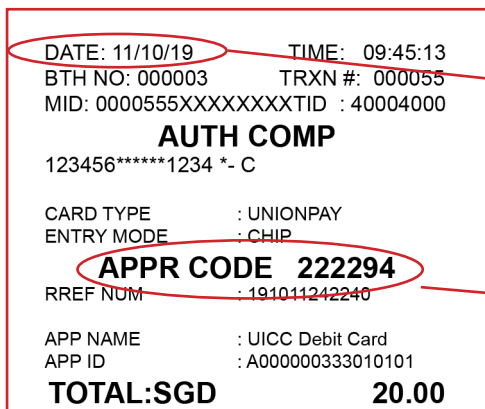 DATE: 11/10/19 TIME: 09:45:13
BTH NO: 000003 TRXN #: 000055
MID: 0000555XXXXXXXXTID : 40004000
AUTH COMP
123456******1234 *- C
CARD TYPE : UNIONPAY
ENTRY MODE : CHIP
APPR CODE 222294
RREF NUM : 191011242240
APP NAME : UICC Debit Card
APP ID : A000000333010101
TOTAL:SGD 20.00